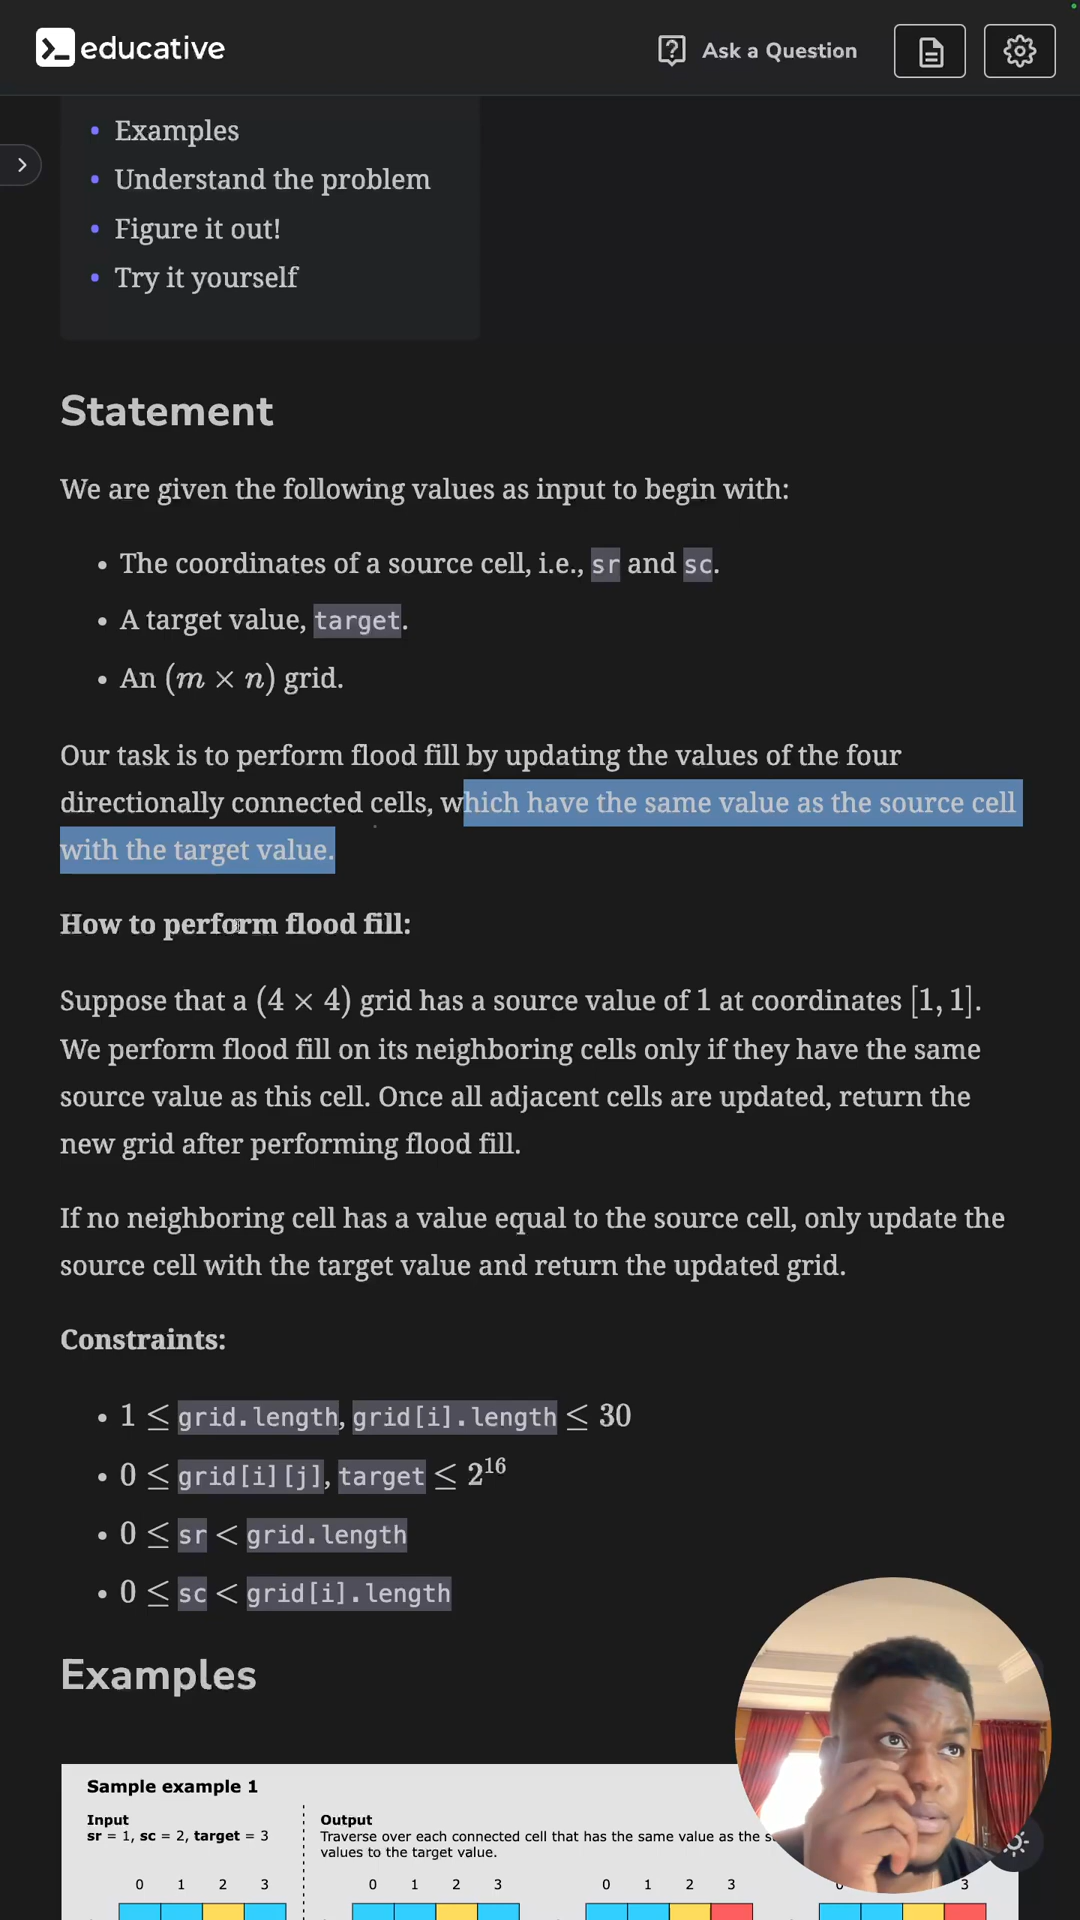 educative
Ask a Question
Examples
Understand the problem
Figure it out!
Try it yourself
Statement
We are given the following values as input to begin with:
• The coordinates of a source cell, i.e., sr and sc.
• A target value, target.
• An (m × n) grid.
Our task is to perform flood fill by updating the values of the four
directionally connected cells, which have the same value as the source cell
with the target value.
How to perform flood fill:
Suppose that a (4 × 4) grid has a source value of 1 at coordinates [1, 1].
We perform flood fill on its neighboring cells only if they have the same
source value as this cell. Once all adjacent cells are updated, return the
new grid after performing flood fill.
If no neighboring cell has a value equal to the source cell, only update the
source cell with the target value and return the updated grid.
Constraints:
• 1 ≤ grid.length, grid[i].length ≤ 30
• 0 ≤ grid[i][j], target ≤ 2^16
• 0 ≤ sr < grid.length
• 0 ≤ sc < grid[i].length
Examples
Sample example 1
Input
sr = 1, sc = 2, target = 3
Output
Traverse over each connected cell that has the same value as the
values to the target value.
0 1 2 3 0 1 2 3 0 1 2 3 3